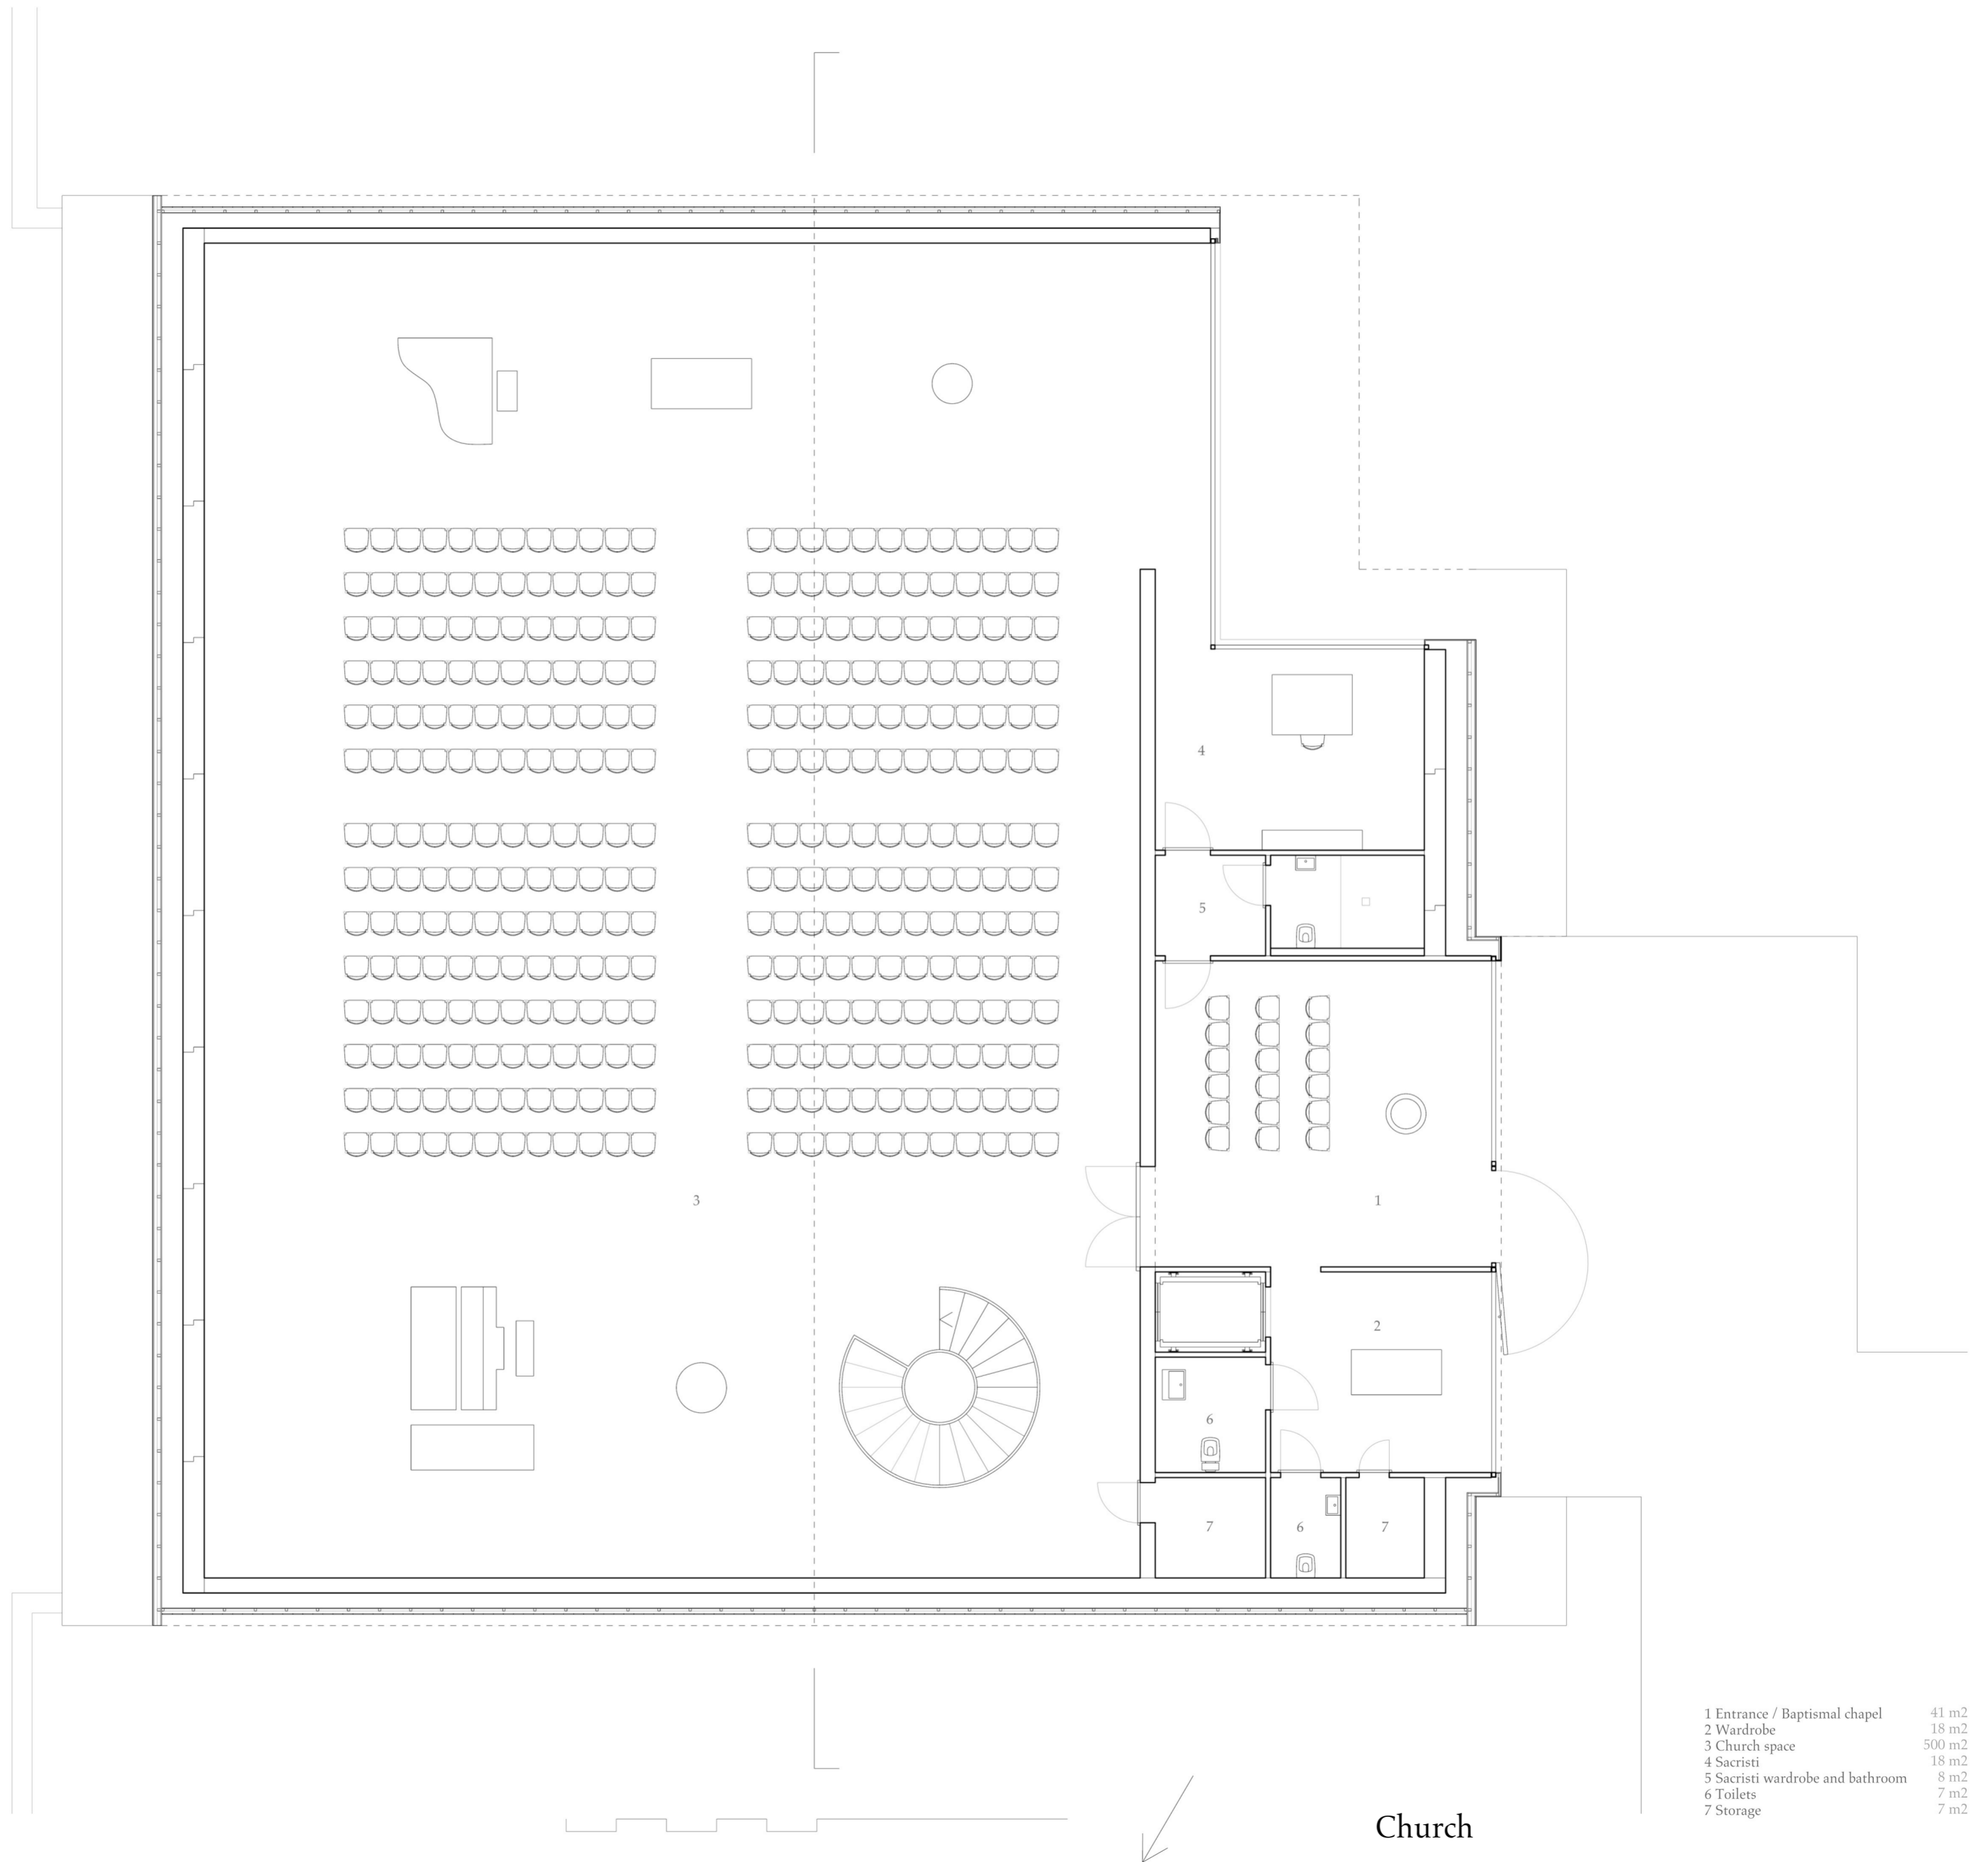 4
5
3
1
2
6
7
6
7
1 Entrance / Baptismal chapel 41 m2
2 Wardrobe 18 m2
3 Church space 500 m2
4 Sacristi 18 m2
5 Sacristi wardrobe and bathroom 8 m2
6 Toilets 7 m2
7 Storage 7 m2
Church